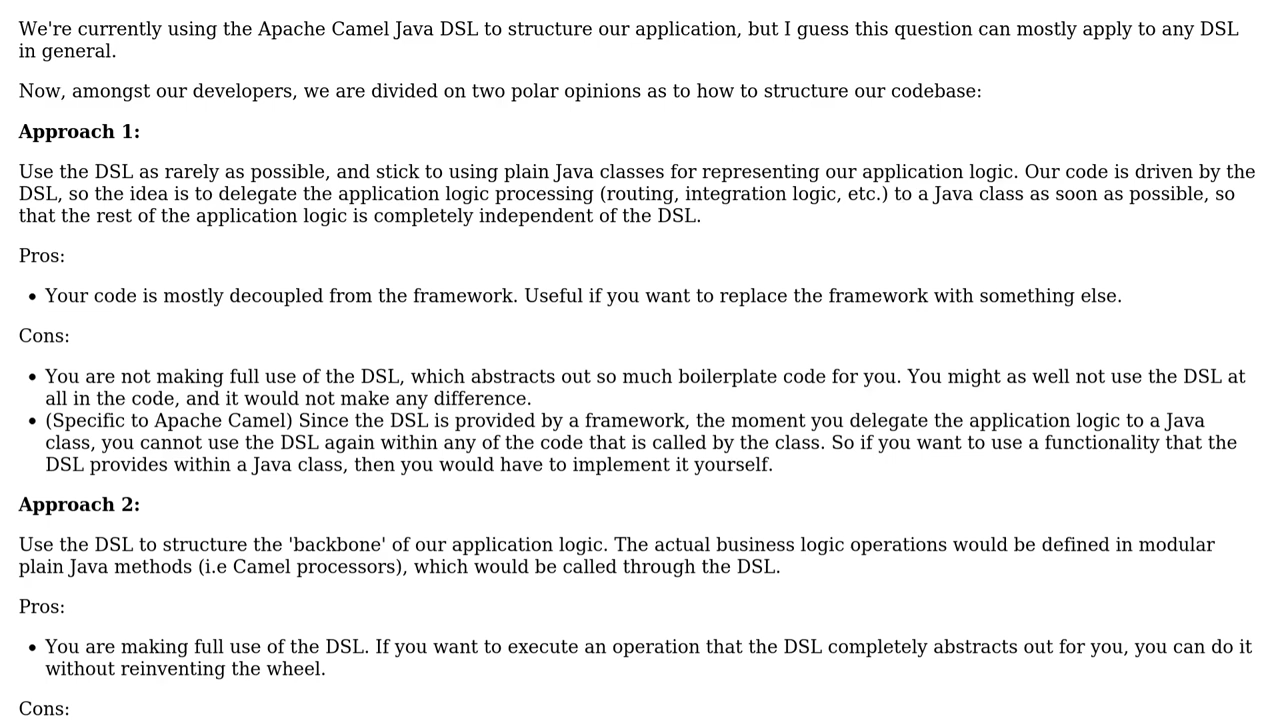 We're currently using the Apache Camel Java DSL to structure our application, but I guess this question can mostly apply to any DSL
in general.
Now, amongst our developers, we are divided on two polar opinions as to how to structure our codebase:
Approach 1:
Use the DSL as rarely as possible, and stick to using plain Java classes for representing our application logic. Our code is driven by the
DSL, so the idea is to delegate the application logic processing (routing, integration logic, etc.) to a Java class as soon as possible, so
that the rest of the application logic is completely independent of the DSL.
Pros:
• Your code is mostly decoupled from the framework. Useful if you want to replace the framework with something else.
Cons:
• You are not making full use of the DSL, which abstracts out so much boilerplate code for you. You might as well not use the DSL at
all in the code, and it would not make any difference.
• (Specific to Apache Camel) Since the DSL is provided by a framework, the moment you delegate the application logic to a Java
class, you cannot use the DSL again within any of the code that is called by the class. So if you want to use a functionality that the
DSL provides within a Java class, then you would have to implement it yourself.
Approach 2:
Use the DSL to structure the 'backbone' of our application logic. The actual business logic operations would be defined in modular
plain Java methods (i.e Camel processors), which would be called through the DSL.
Pros:
• You are making full use of the DSL. If you want to execute an operation that the DSL completely abstracts out for you, you can do it
without reinventing the wheel.
Cons: